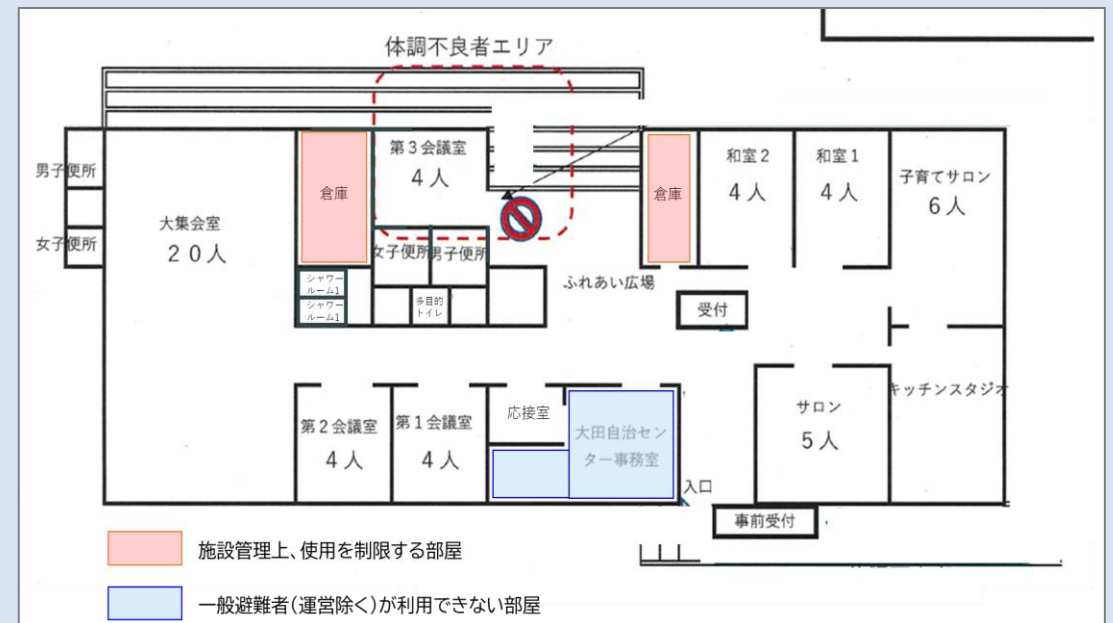 体調不良者エリア
男子便所
女子便所
大集会室
20人
倉庫
シャワー
ルーム1
シャワー
ルーム1
第3会議室
4人
女子便所
男子便所
多目的
トイレ
ふれあい広場
倉庫
和室2
4人
和室1
4人
子育てサロン
6人
受付
第2会議室
4人
第1会議室
4人
応接室
大田自治セン
ター事務室
サロン
5人
キッチンスタジオ
入口
事前受付
施設管理上、使用を制限する部屋
一般避難者(運営除く)が利用できない部屋